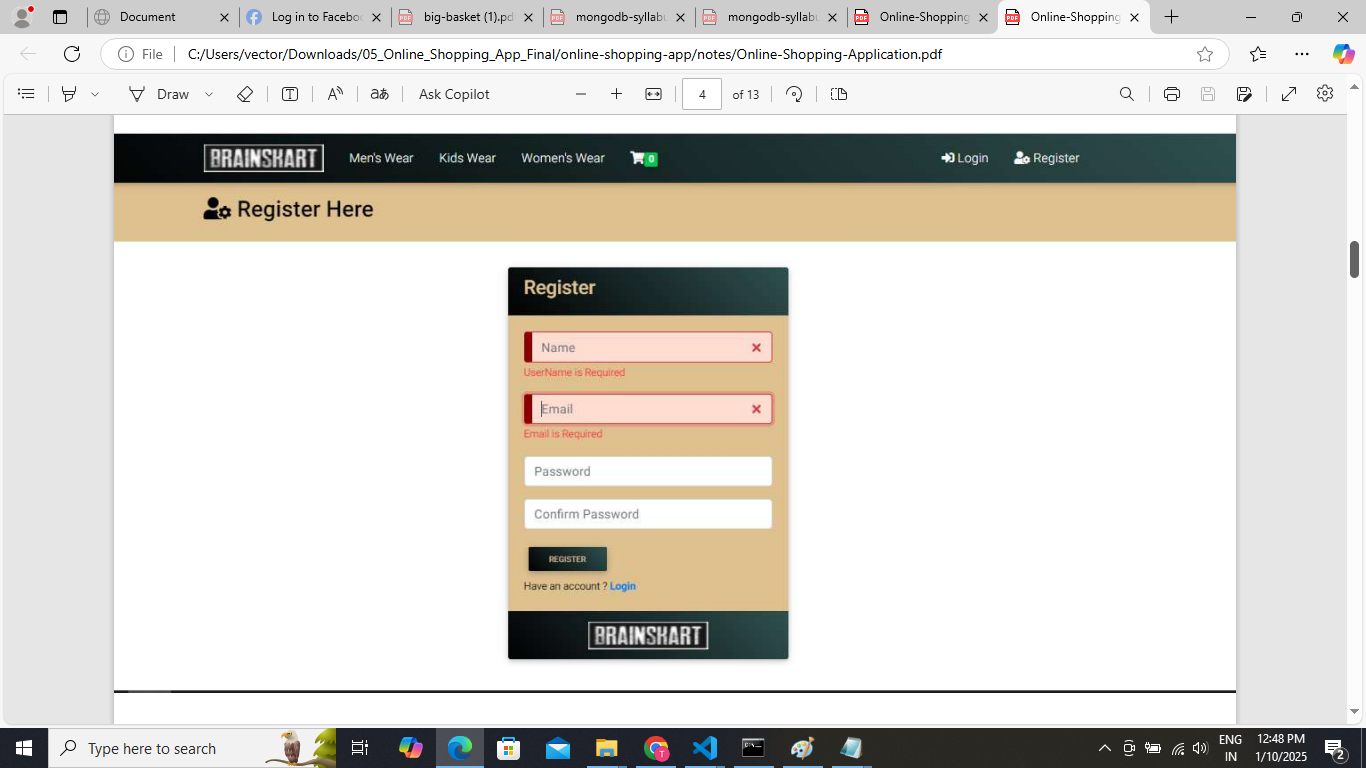 Document
Log in to Faceboo
big-basket (1).pd
mongodb-syllabu
mongodb-syllabu
Online-Shopping
Online-Shopping
File
C:/Users/vector/Downloads/05_Online_Shopping_App_Final/online-shopping-app/notes/Online-Shopping-Application.pdf
Draw
Ask Copilot
4 of 13
BRAINSKART Men's Wear Kids Wear Women's Wear 0 Login Register
Register Here
Register
Name
UserName is Required
Email
Email is Required
Password
Confirm Password
REGISTER
Have an account ? Login
BRAINSKART
Type here to search
ENG
IN
12:48 PM
1/10/2025
2